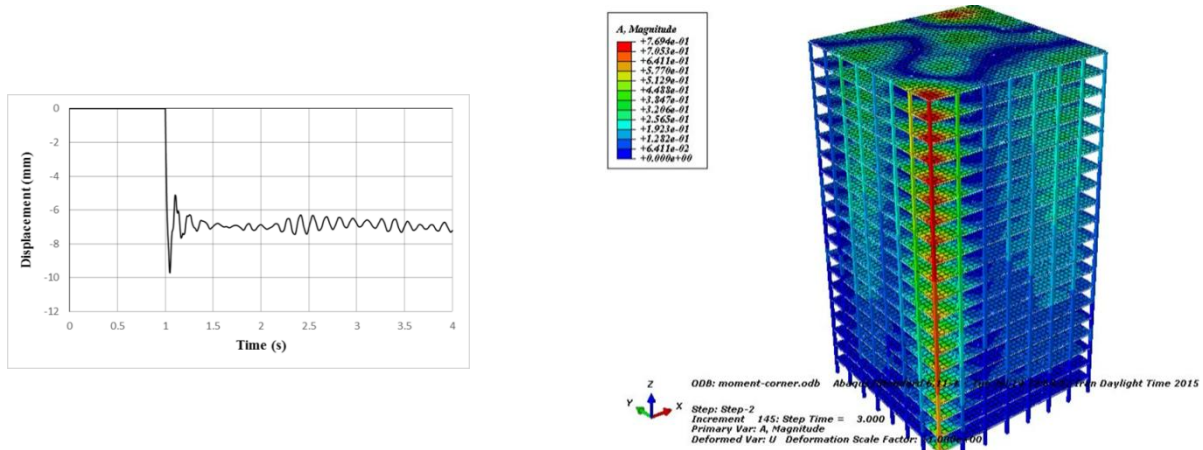 0
-2
-4
-6
-8
-10
-12
Displacement (mm)
0 0.5 1 1.5 2 2.5 3 3.5 4
Time (s)
A, Magnitude
+7.694e-01
+7.053e-01
+6.411e-01
+5.770e-01
+5.129e-01
+4.488e-01
+3.847e-01
+3.206e-01
+2.565e-01
+1.923e-01
+1.282e-01
+6.411e-02
+0.000e+00
Z
Y
X
ODB: moment-corner.odb Daylight Time 2015
Step: Step-2
Increment 145: Step Time = 3.000
Primary Var: A, Magnitude
Deformed Var: U Deformation Scale Factor: